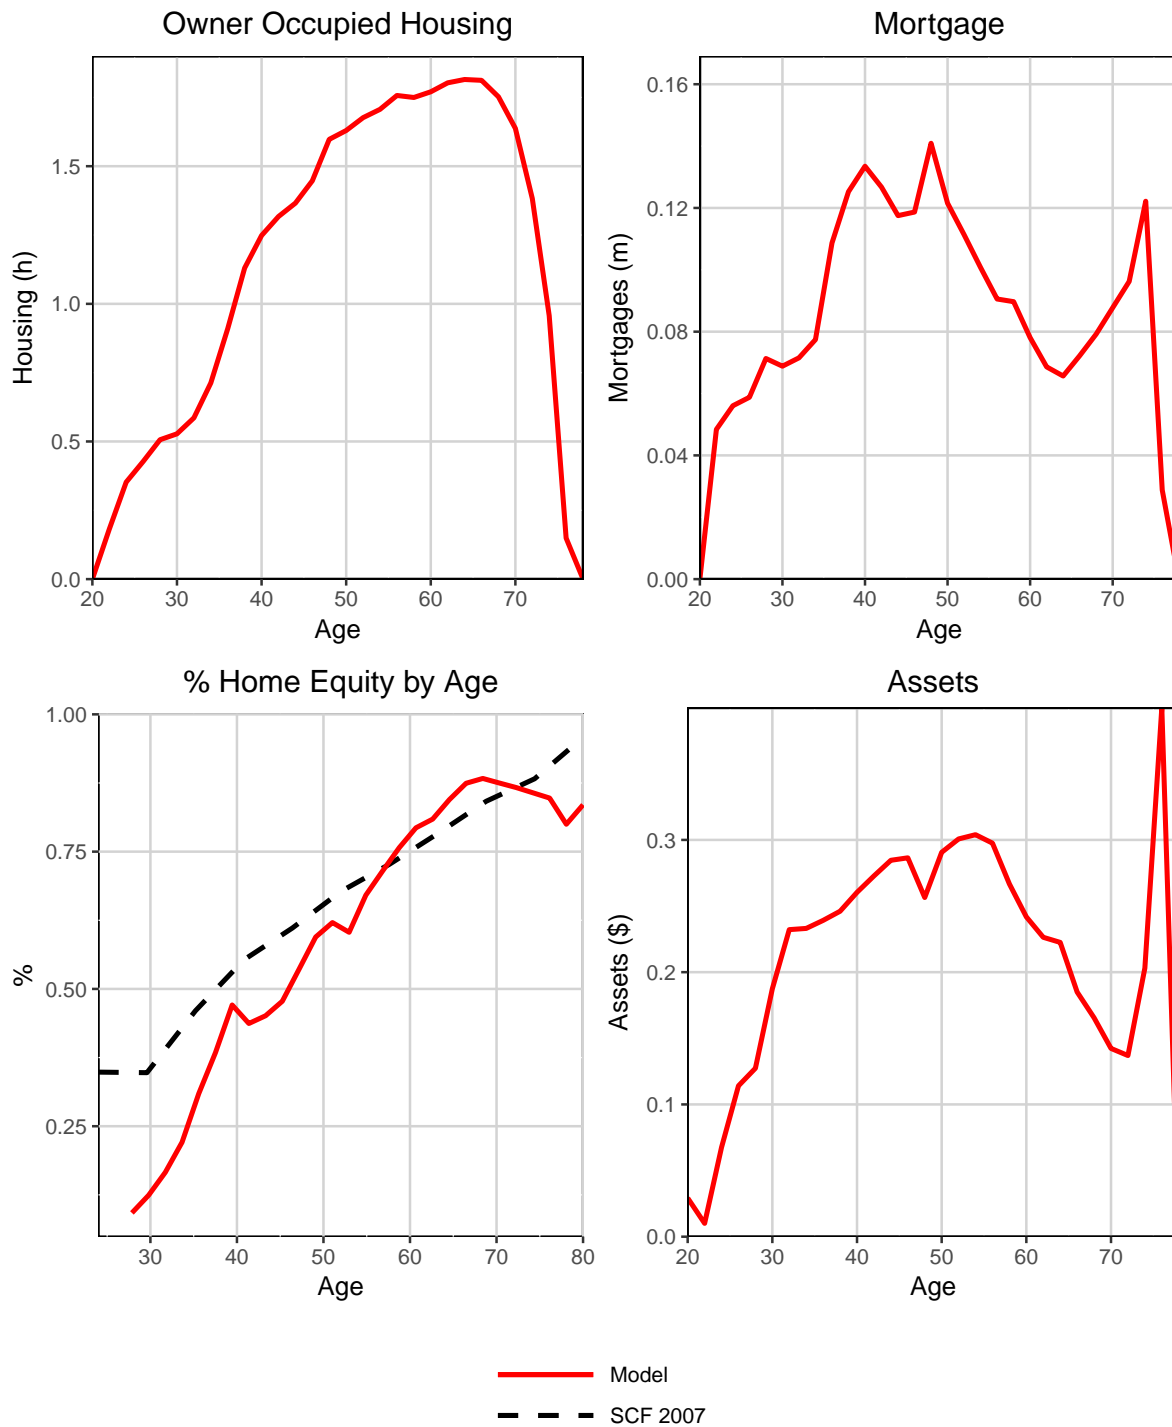 Owner Occupied Housing
Housing (h)
1.5
1.0
0.5
0.0
20 30 40 50 60 70
Age
Mortgage
Mortgages (m)
0.16
0.12
0.08
0.04
0.00
20 30 40 50 60 70
Age
% Home Equity by Age
%
1.00
0.75
0.50
0.25
30 40 50 60 70 80
Age
Assets
Assets ($)
0.3
0.2
0.1
0.0
20 30 40 50 60 70
Age
Model
SCF 2007